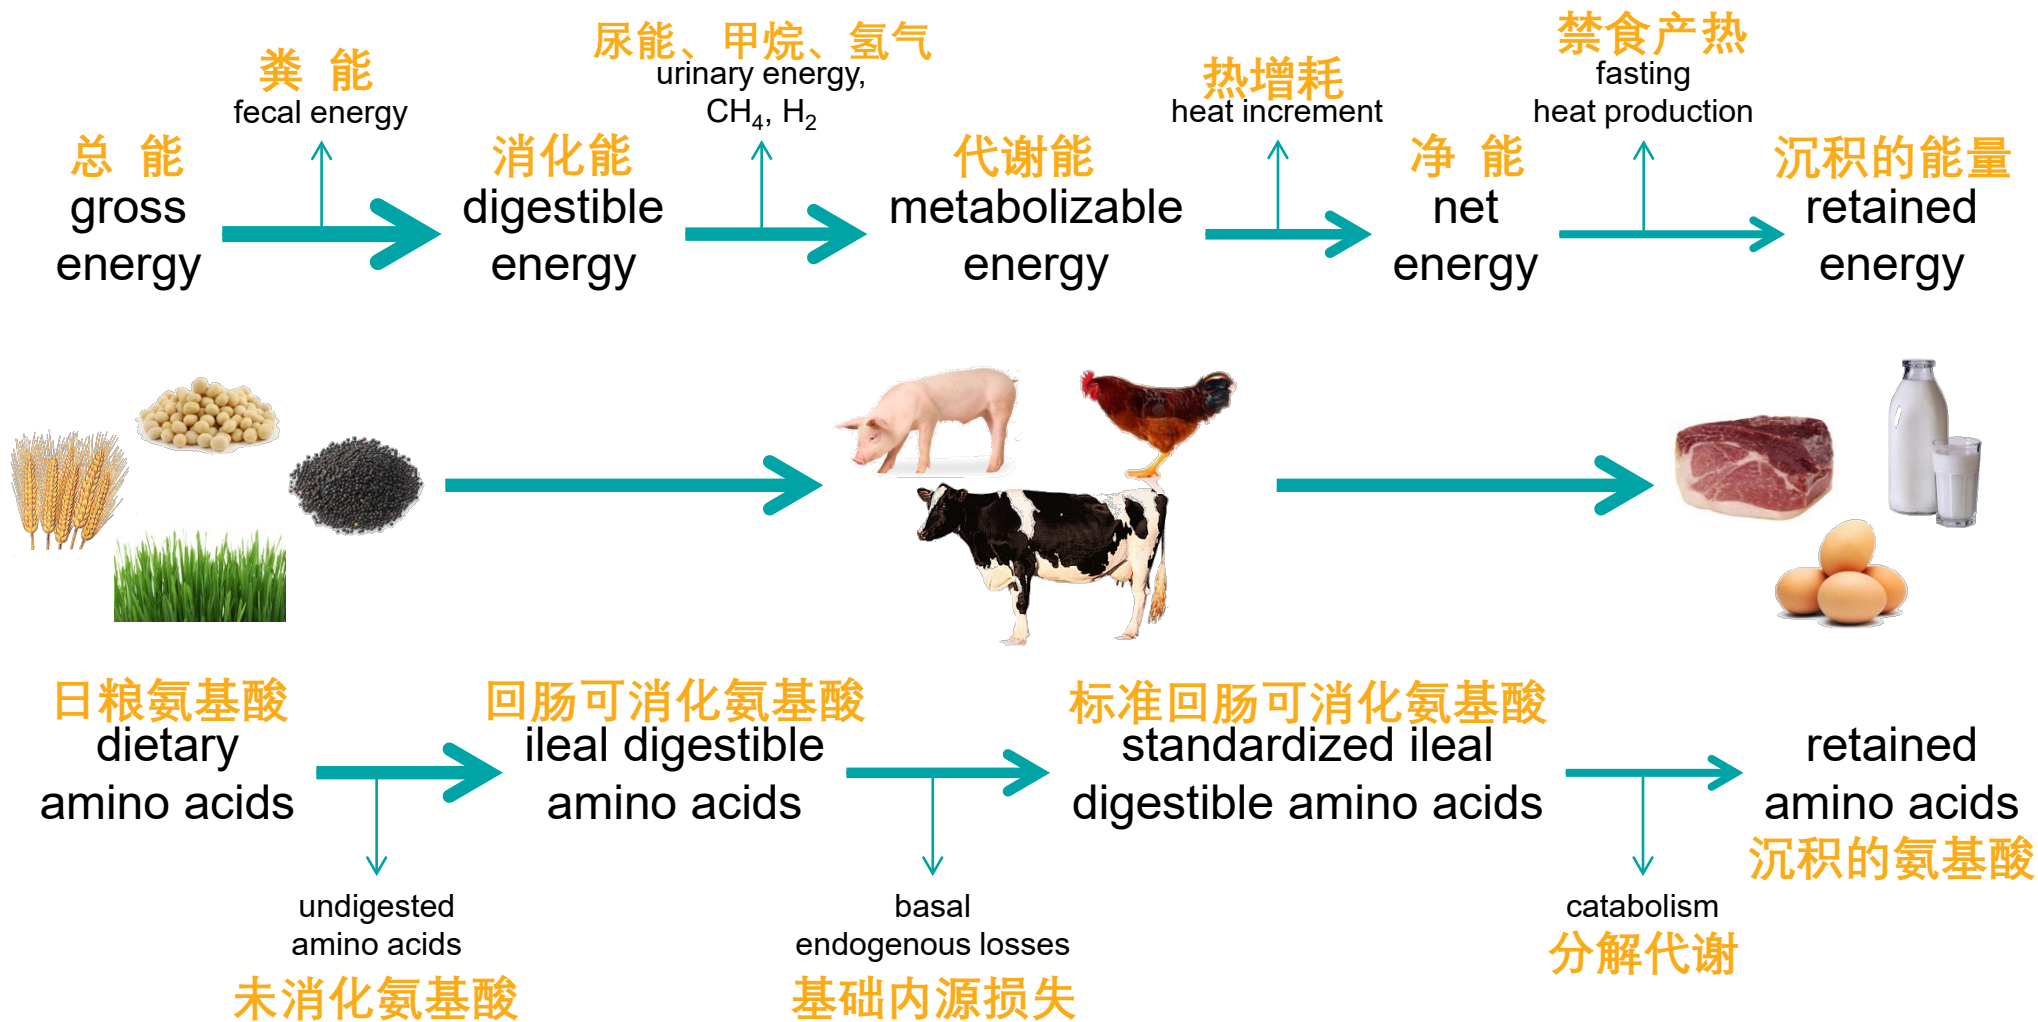 粪 能
fecal energy
尿能、甲烷、氢气
urinary energy,
CH₄, H₂
热增耗
heat increment
禁食产热
fasting
heat production
总 能
gross
energy
消化能
digestible
energy
代谢能
metabolizable
energy
净 能
net
energy
沉积的能量
retained
energy
日粮氨基酸
dietary
amino acids
回肠可消化氨基酸
ileal digestible
amino acids
标准回肠可消化氨基酸
standardized ileal
digestible amino acids
retained
amino acids
沉积的氨基酸
undigested
amino acids
未消化氨基酸
basal
endogenous losses
基础内源损失
catabolism
分解代谢